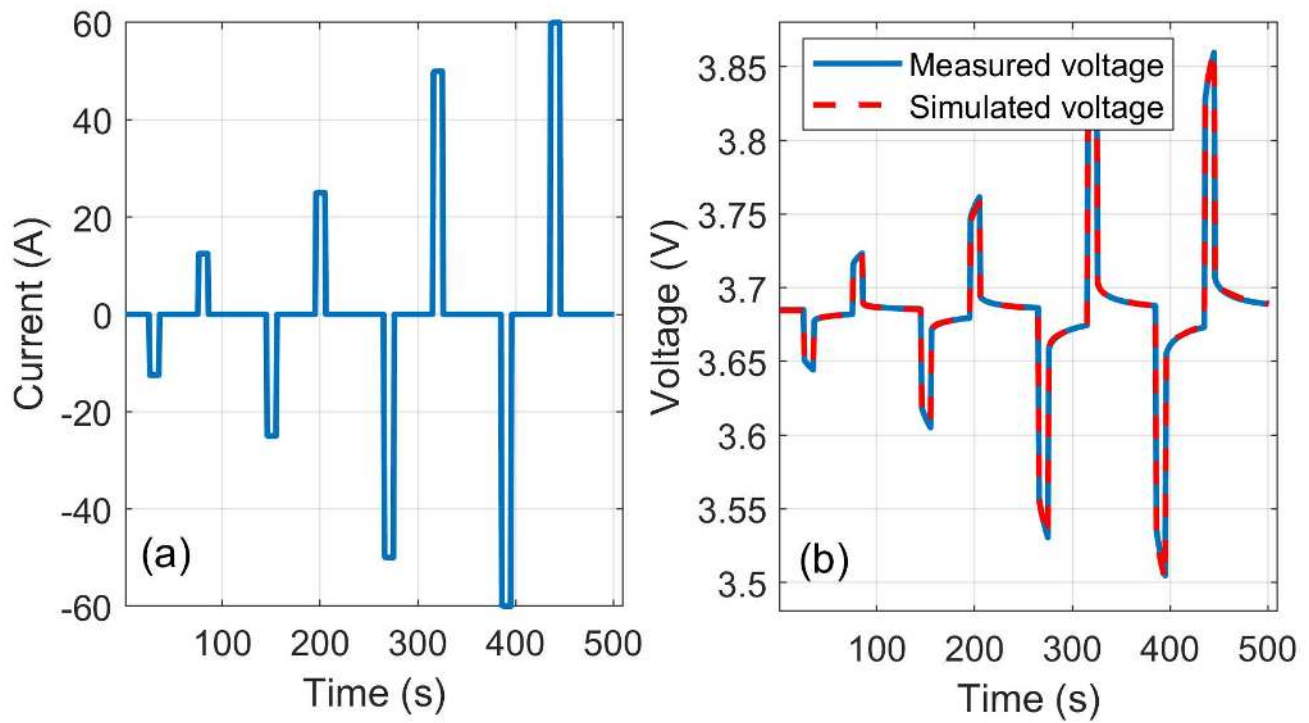 60
40
20
0
-20
-40
-60
Current (A)
(a)
100 200 300 400 500
Time (s)
Measured voltage
Simulated voltage
3.85
3.8
3.75
3.7
3.65
3.6
3.55
3.5
Voltage (V)
(b)
100 200 300 400 500
Time (s)